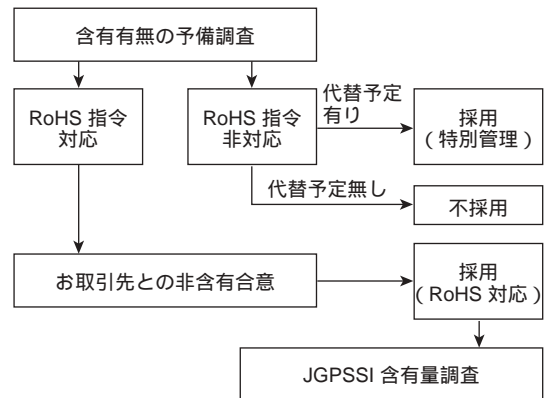 含有有無の予備調査
RoHS 指令
対応
RoHS 指令
非対応
代替予定
有り
採用
（特別管理）
代替予定無し
不採用
お取引先との非含有合意
採用
（RoHS 対応）
JGPSSI 含有量調査